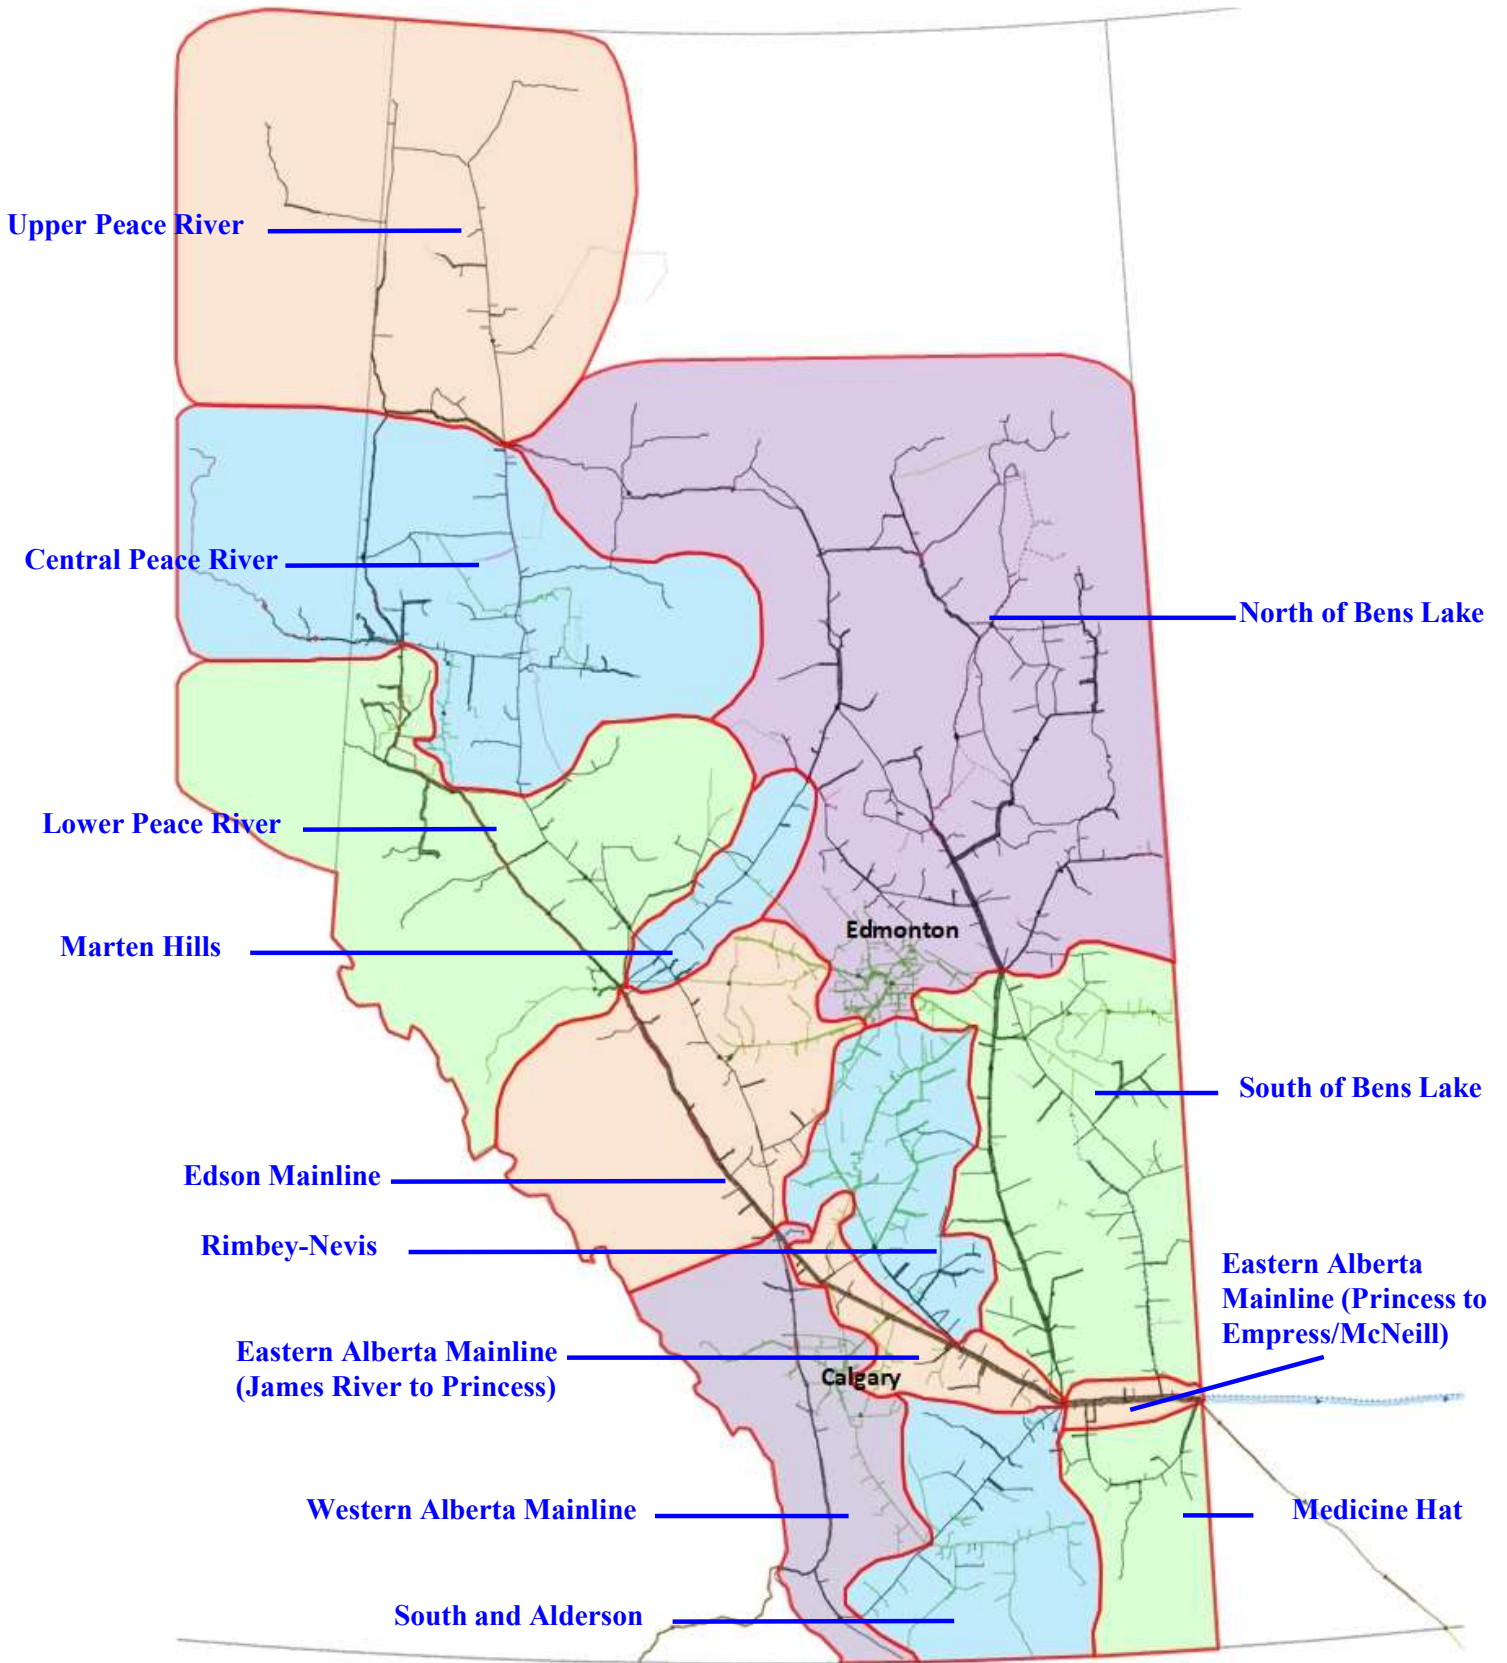 Upper Peace River
Central Peace River
North of Bens Lake
Lower Peace River
Edmonton
Marten Hills
South of Bens Lake
Edson Mainline
Rimbey-Nevis
Eastern Alberta
Mainline (Princess to
Empress/McNeill)
Eastern Alberta Mainline
(James River to Princess)
Calgary
Western Alberta Mainline
Medicine Hat
South and Alderson